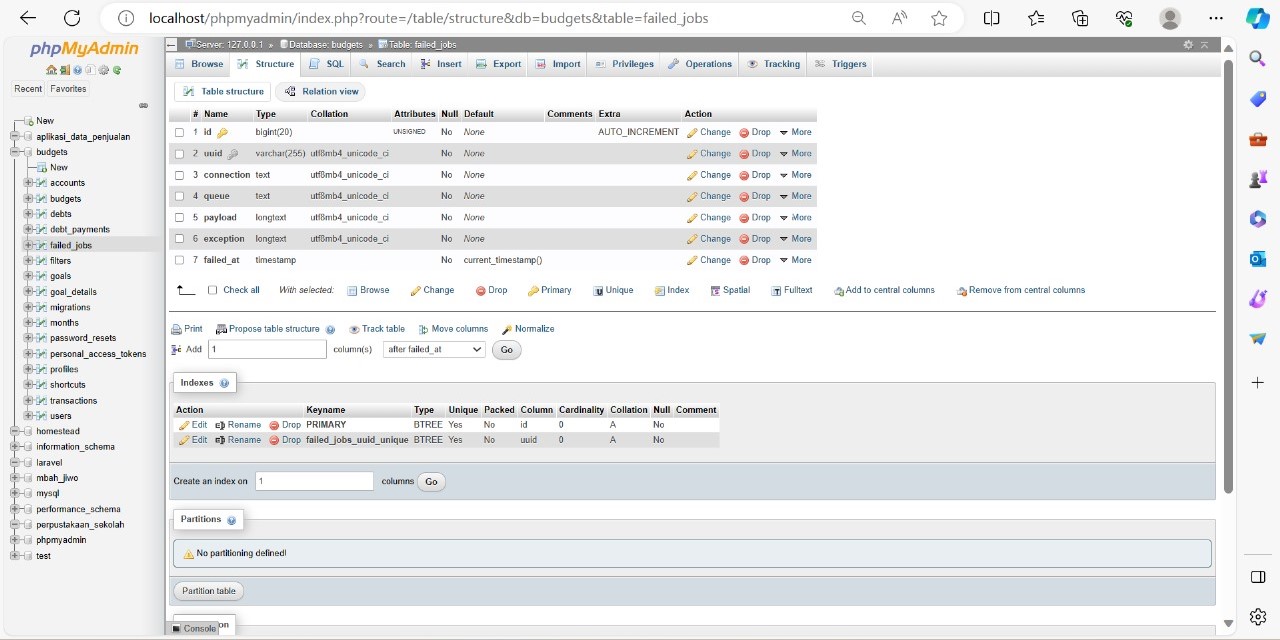 localhost/phpmyadmin/index.php?route=/table/structure&db=budgets&table=failed_jobs
phpMyAdmin
Recent Favorites
New
aplikasi_data_penjualan
budgets
New
accounts
budgets
debts
debt_payments
failed_jobs
filters
goals
goal_details
migrations
months
password_resets
personal_access_tokens
profiles
shortcuts
transactions
users
homestead
information_schema
laravel
mbah_jiwo
mysql
performance_schema
perpustakaan_sekolah
phpmyadmin
test
Server: 127.0.0.1 » Database: budgets » Table: failed_jobs
Browse Structure SQL Search Insert Export Import Privileges Operations Tracking Triggers
Table structure Relation view
# Name Type Collation Attributes Null Default Comments Extra Action
1 id bigint(20) UNSIGNED No None AUTO_INCREMENT Change Drop More
2 uuid varchar(255) utf8mb4_unicode_ci No None Change Drop More
3 connection text utf8mb4_unicode_ci No None Change Drop More
4 queue text utf8mb4_unicode_ci No None Change Drop More
5 payload longtext utf8mb4_unicode_ci No None Change Drop More
6 exception longtext utf8mb4_unicode_ci No None Change Drop More
7 failed_at timestamp No current_timestamp() Change Drop More
Check all With selected: Browse Change Drop Primary Unique Index Spatial Fulltext Add to central columns Remove from central columns
Print Propose table structure Track table Move columns Normalize
Add 1 column(s) after failed_at Go
Indexes
Action Keyname Type Unique Packed Column Cardinality Collation Null Comment
Edit Rename Drop PRIMARY BTREE Yes No id 0 A No
Edit Rename Drop failed_jobs_uuid_unique BTREE Yes No uuid 0 A No
Create an index on 1 columns Go
Partitions
No partitioning defined!
Partition table
Console on